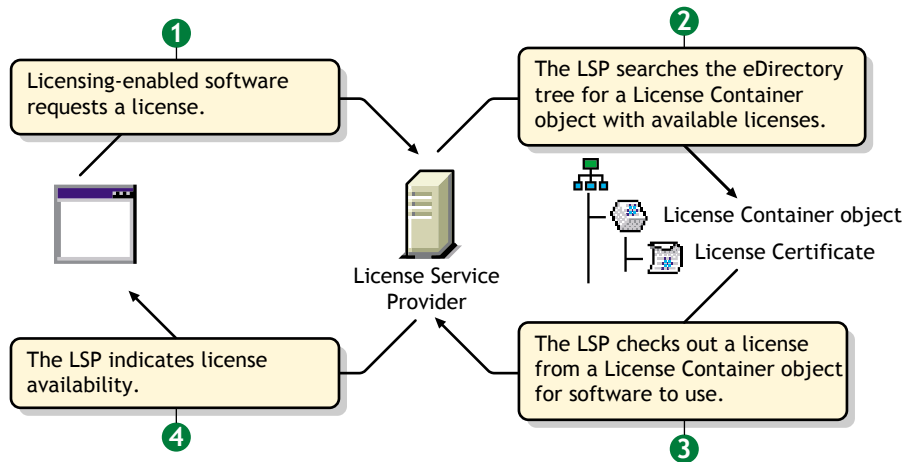 1
Licensing-enabled software
requests a license.
2
The LSP searches the eDirectory
tree for a License Container
object with available licenses.
License Service
Provider
License Container object
License Certificate
The LSP checks out a license
from a License Container object
for software to use.
3
The LSP indicates license
availability.
4